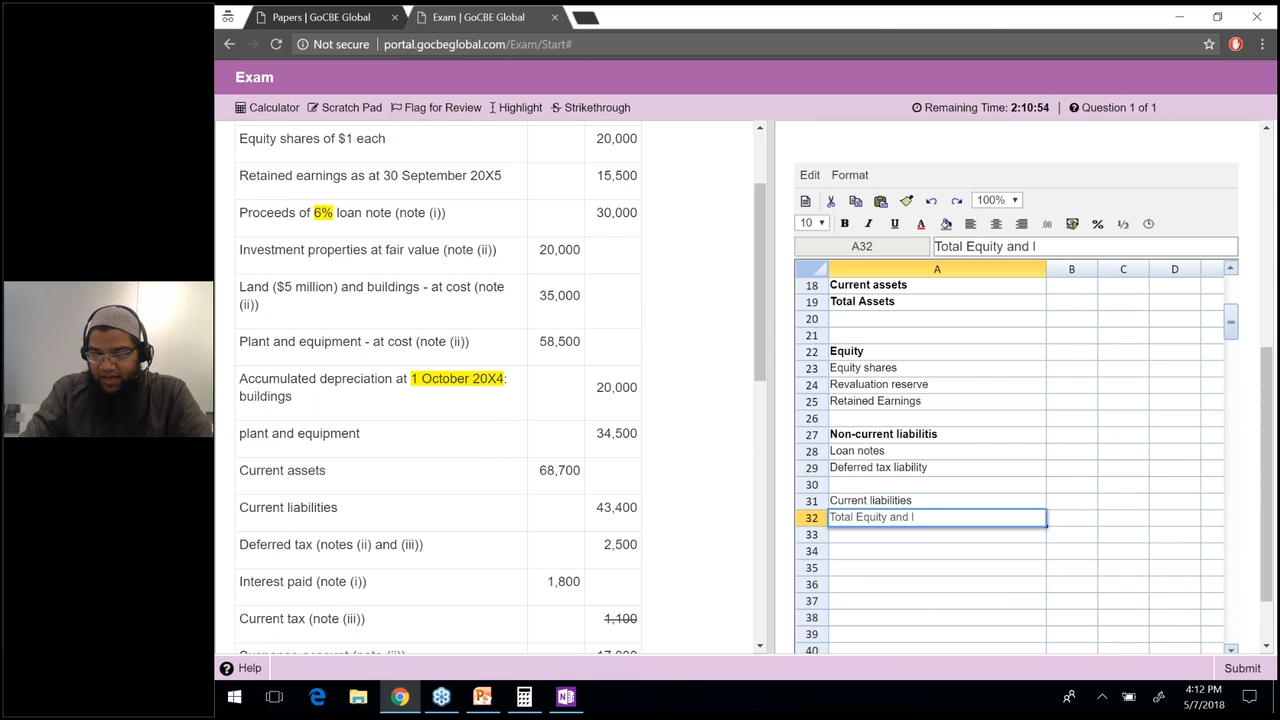 Papers | GoCBE Global
Exam | GoCBE Global
Not secure | portal.gocbeglobal.com/Exam/Start#
Exam
Calculator Scratch Pad Flag for Review Highlight Strikethrough
Remaining Time: 2:10:54 Question 1 of 1
Equity shares of $1 each 20,000
Retained earnings as at 30 September 20X5 15,500
Proceeds of 6% loan note (note (i)) 30,000
Investment properties at fair value (note (ii)) 20,000
Land ($5 million) and buildings - at cost (note
(ii)) 35,000
Plant and equipment - at cost (note (ii)) 58,500
Accumulated depreciation at 1 October 20X4:
buildings 20,000
plant and equipment 34,500
Current assets 68,700
Current liabilities 43,400
Deferred tax (notes (ii) and (iii)) 2,500
Interest paid (note (i)) 1,800
Current tax (note (iii)) 1,100
Edit Format
100%
10 B I U A .00 % 1/2
A32 Total Equity and l
A B C D
18 Current assets
19 Total Assets
20
21
22 Equity
23 Equity shares
24 Revaluation reserve
25 Retained Earnings
26
27 Non-current liabilitis
28 Loan notes
29 Deferred tax liability
30
31 Current liabilities
32 Total Equity and l
33
34
35
36
37
38
39
40
Help
Submit
4:12 PM
5/7/2018